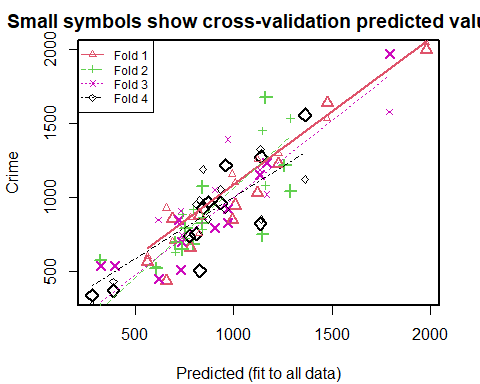 Small symbols show cross-validation predicted valu
Fold 1
Fold 2
Fold 3
Fold 4
Crime
2000
1500
1000
500
500 1000 1500 2000
Predicted (fit to all data)